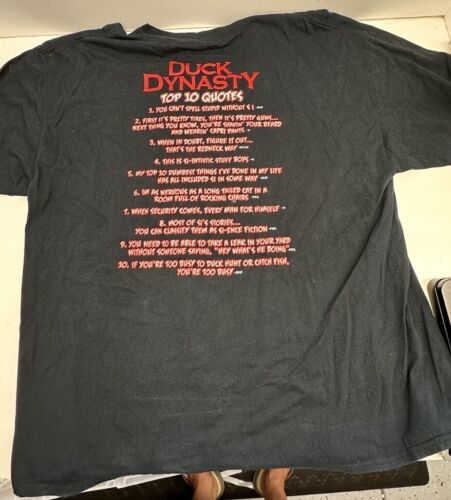 DUCK
DYNASTY
TOP 10 QUOTES
1. YOU CAN'T SPELL STUPID WITHOUT S I
2. FIRST IT'S PRETTY TIRES, THEN IT'S PRETTY GUNS...
NEXT THING YOU KNOW, YOU'RE SHAVIN' YOUR BEARD
AND WEARIN' CAPRI PANTS
3. WHEN IN DOUBT, FIGURE IT OUT...
THAT'S THE REDNECK WAY
4. THIS IS SI-INTISTIC STUFF BOYS
5. MY TOP 10 DUMBEST THINGS I'VE DONE IN MY LIFE
HAS ALL INCLUDED SI IN SOME WAY
6. IM AS NERVOUS AS A LONG TAILED CAT IN A
ROOM FULL OF ROCKING CHAIRS
7. WHEN SECURITY COMES, EVERY MAN FOR HIMSELF
8. MOST OF SI'S STORIES...
YOU CAN CLASSIFY THEM AS SI-ENCE FICTION
9. YOU NEED TO BE ABLE TO TAKE A LEAK IN YOUR YARD
WITHOUT SOMEONE SAYING, "HEY WHAT'S HE DOING"
10. IF YOU'RE TOO BUSY TO DUCK HUNT OR CATCH FISH,
YOU'RE TOO BUSY